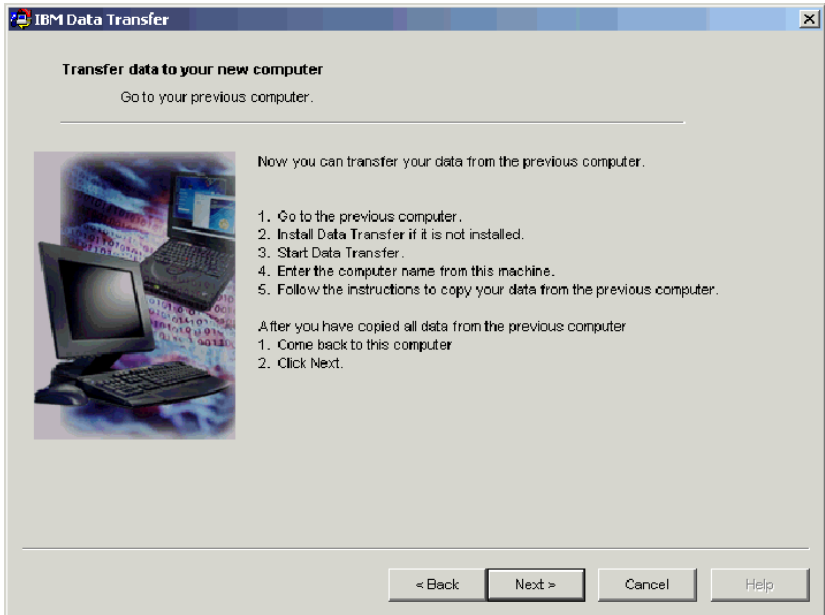 IBM Data Transfer
Transfer data to your new computer
Go to your previous computer.
Now you can transfer your data from the previous computer.
1. Go to the previous computer.
2. Install Data Transfer if it is not installed.
3. Start Data Transfer.
4. Enter the computer name from this machine.
5. Follow the instructions to copy your data from the previous computer.
After you have copied all data from the previous computer
1. Come back to this computer
2. Click Next.
< Back Next > Cancel Help